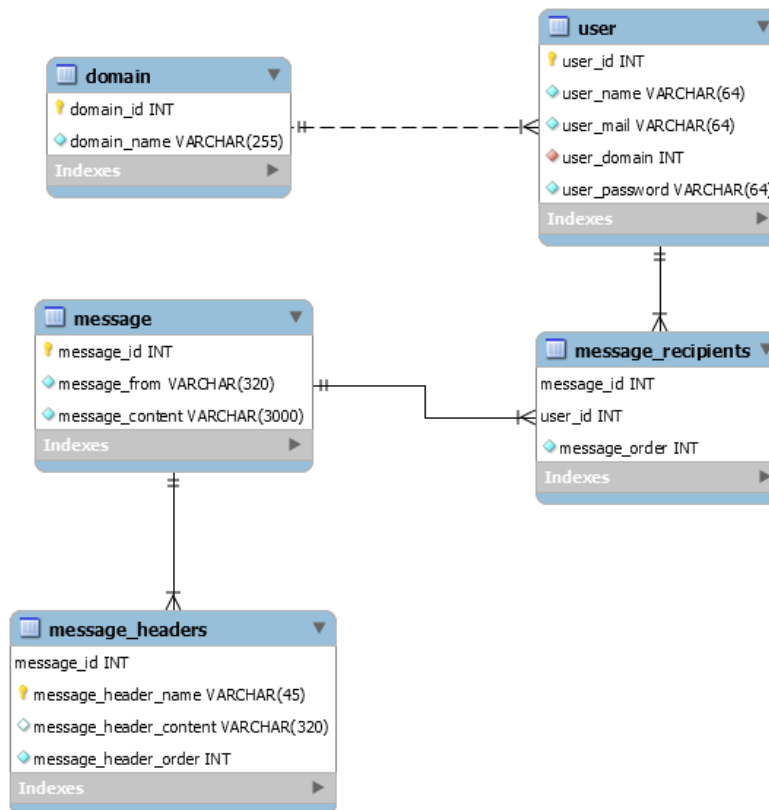 domain
domain_id INT
domain_name VARCHAR(255)
Indexes
user
user_id INT
user_name VARCHAR(64)
user_mail VARCHAR(64)
user_domain INT
user_password VARCHAR(64)
Indexes
message
message_id INT
message_from VARCHAR(320)
message_content VARCHAR(3000)
Indexes
message_recipients
message_id INT
user_id INT
message_order INT
Indexes
message_headers
message_id INT
message_header_name VARCHAR(45)
message_header_content VARCHAR(320)
message_header_order INT
Indexes